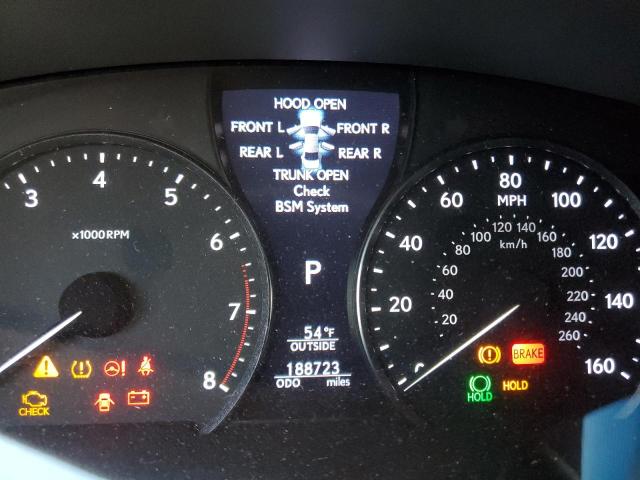 HOOD OPEN
FRONT L FRONT R
REAR L REAR R
TRUNK OPEN
Check
BSM System
3 4 5 6 7 8
x1000 RPM
P
54°F
OUTSIDE
188723
ODO miles
20 40 60 80 100 120 140 160
MPH
20 40 60 80 100 120 140 160 180 200 220 240 260
km/h
CHECK
BRAKE
HOLD
HOLD